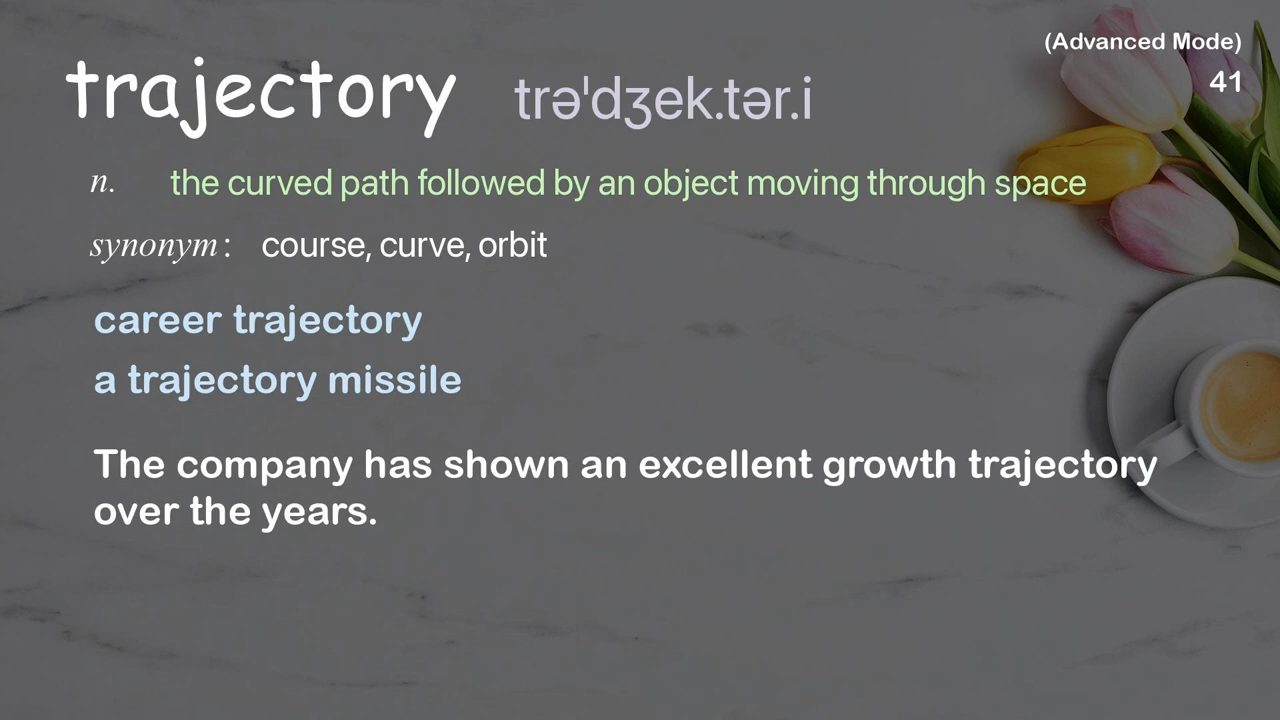 (Advanced Mode)
41
trajectory trəˈdʒek.tər.i
n. the curved path followed by an object moving through space
synonym: course, curve, orbit
career trajectory
a trajectory missile
The company has shown an excellent growth trajectory
over the years.